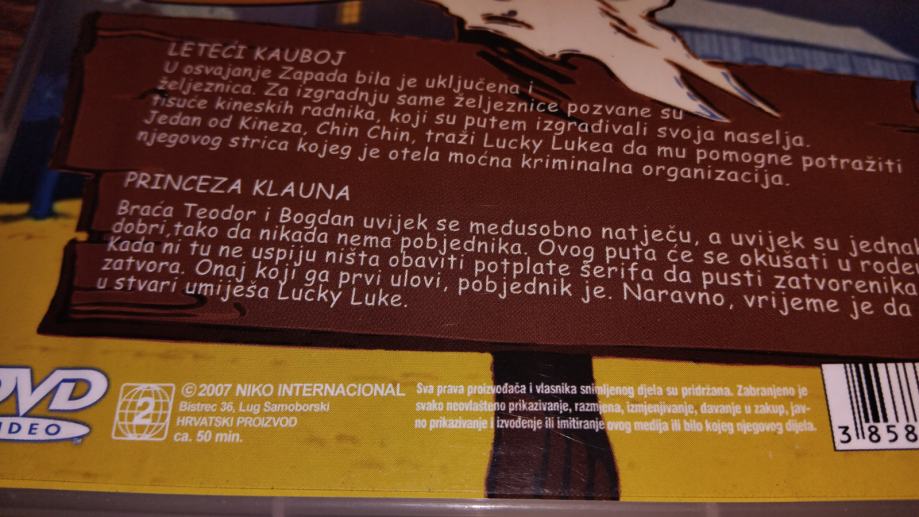 LETEĆI KAUBOJ
U osvajanje Zapada bila je uključena i
željeznica. Za izgradnju same željeznice pozvane su
tisuće kineskih radnika, koji su putem izgrađivali svoja naselja.
Jedan od Kineza, Chin Chin, traži Lucky Lukea da mu pomogne potražiti
njegovog strica kojeg je otela moćna kriminalna organizacija.
PRINCEZA KLAUNA
Braća Teodor i Bogdan uvijek se međusobno natječu, a uvijek su jedna
dobri,tako da nikada nema pobjednika. Ovog puta će se okušati u rode
Kada ni tu ne uspiju ništa obaviti potplate šerifa da pusti zatvorenika
zatvora. Onaj koji ga prvi ulovi, pobjednik je. Naravno, vrijeme je da
u stvari umiješa Lucky Luke.
DVD
VIDEO
2
©2007 NIKO INTERNACIONAL
Bistrec 36, Lug Samoborski
HRVATSKI PROIZVOD
ca. 50 min.
Sva prava proizvođača i vlasnika snimljenog djela su pridržana. Zabranjeno je
svako neovlašteno prikazivanje, razmjena, izmjenjivanje, davanje u zakup, jav-
no prikazivanje i izvođenje ili imitiranje ovog medija ili bilo kojeg njegovog dijela.
3 858